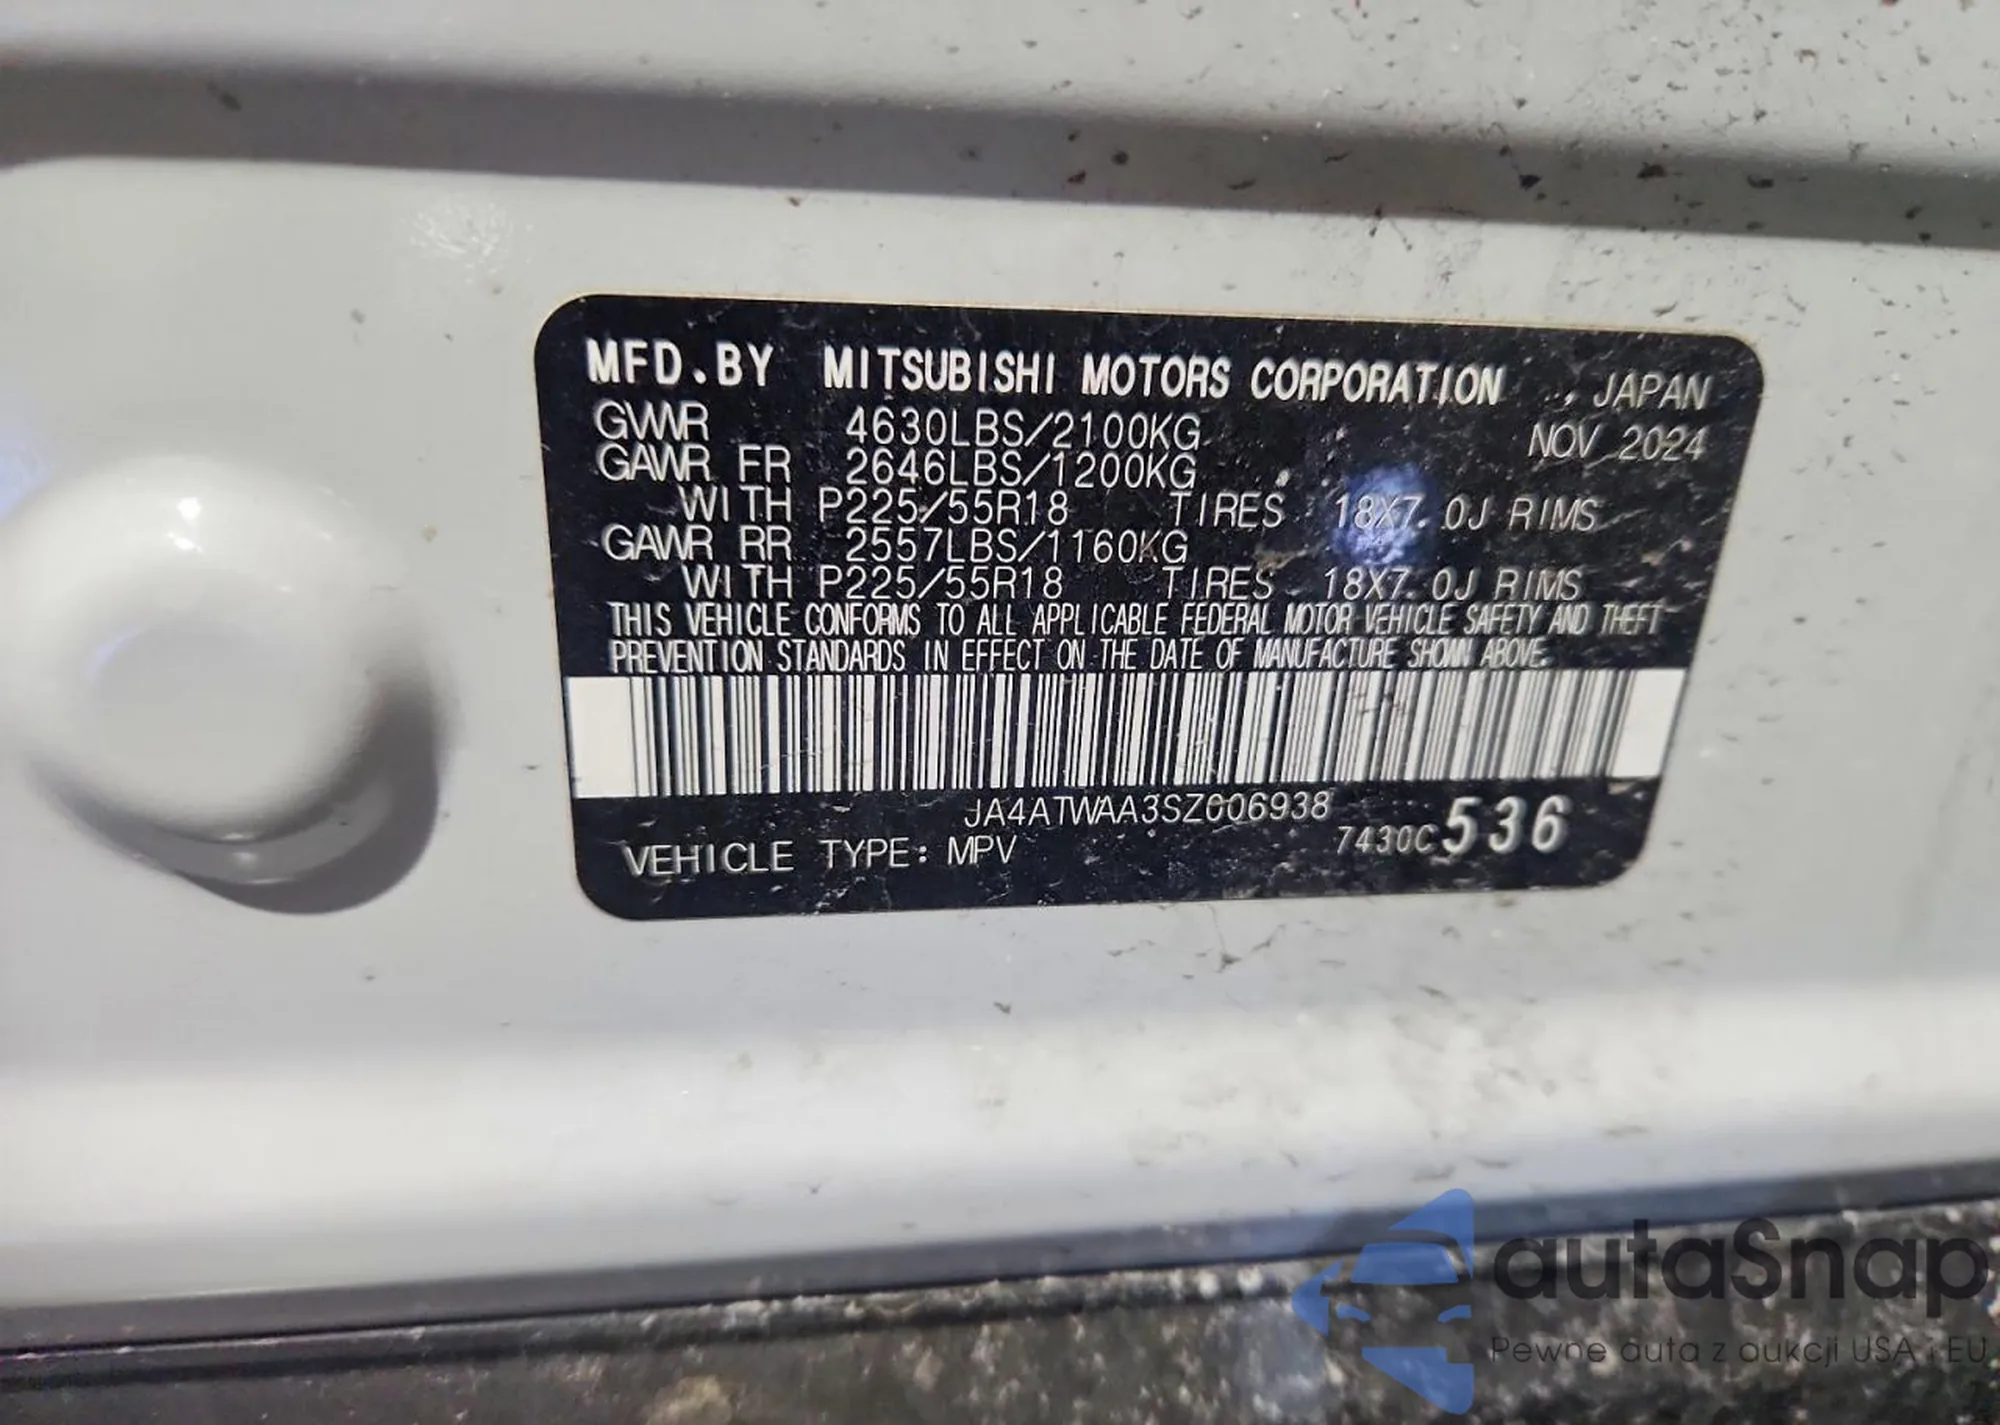 MFD.BY MITSUBISHI MOTORS CORPORATION , JAPAN
GVWR 4630LBS/2100KG NOV 2024
GAWR FR 2646LBS/1200KG
WITH P225/55R18 TIRES 18X7.0J RIMS
GAWR RR 2557LBS/1160KG
WITH P225/55R18 TIRES 18X7.0J RIMS
THIS VEHICLE CONFORMS TO ALL APPLICABLE FEDERAL MOTOR VEHICLE SAFETY AND THEFT
PREVENTION STANDARDS IN EFFECT ON THE DATE OF MANUFACTURE SHOWN ABOVE.
JA4ATWAA3SZ006938
7430C 536
VEHICLE TYPE: MPV
autaSnap
Pewne auta z aukcji USA i EU